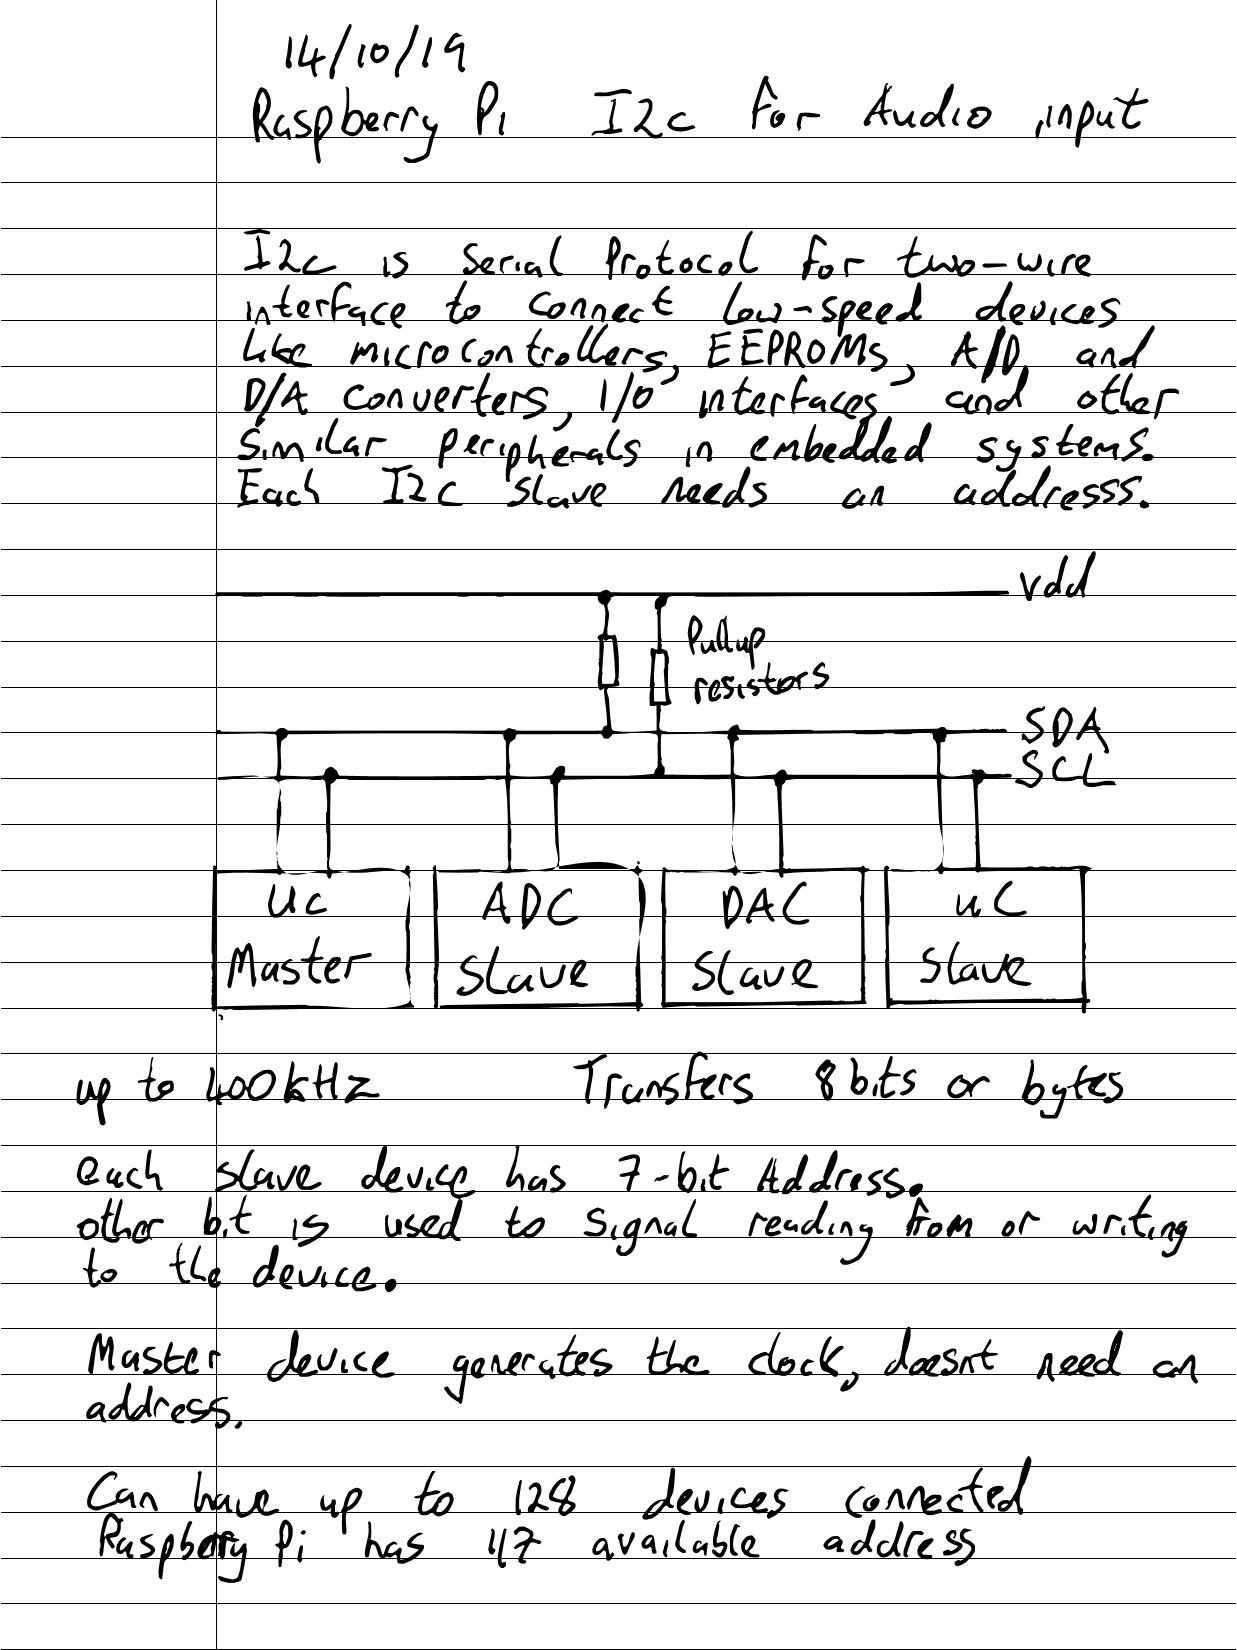 14/10/19
Raspberry Pi I2c For Audio input
I2c is Serial Protocol for two-wire
interface to connect low-speed devices
like microcontrollers, EEPROMs, A/D and
D/A converters, I/O interfaces and other
similar peripherals in embedded systems.
Each I2C slave needs an addresss.
Vdd
Pullup
resistors
SDA
SCL
Uc
Master
ADC
Slave
DAC
Slave
uC
Slave
up to 400kHz Transfers 8 bits or bytes
each slave device has 7-bit Address.
other bit is used to signal reading from or writing
to the device.
Master device generates the clock, doesnt need an
address.
Can have up to 128 devices connected
Raspberry Pi has 117 available address